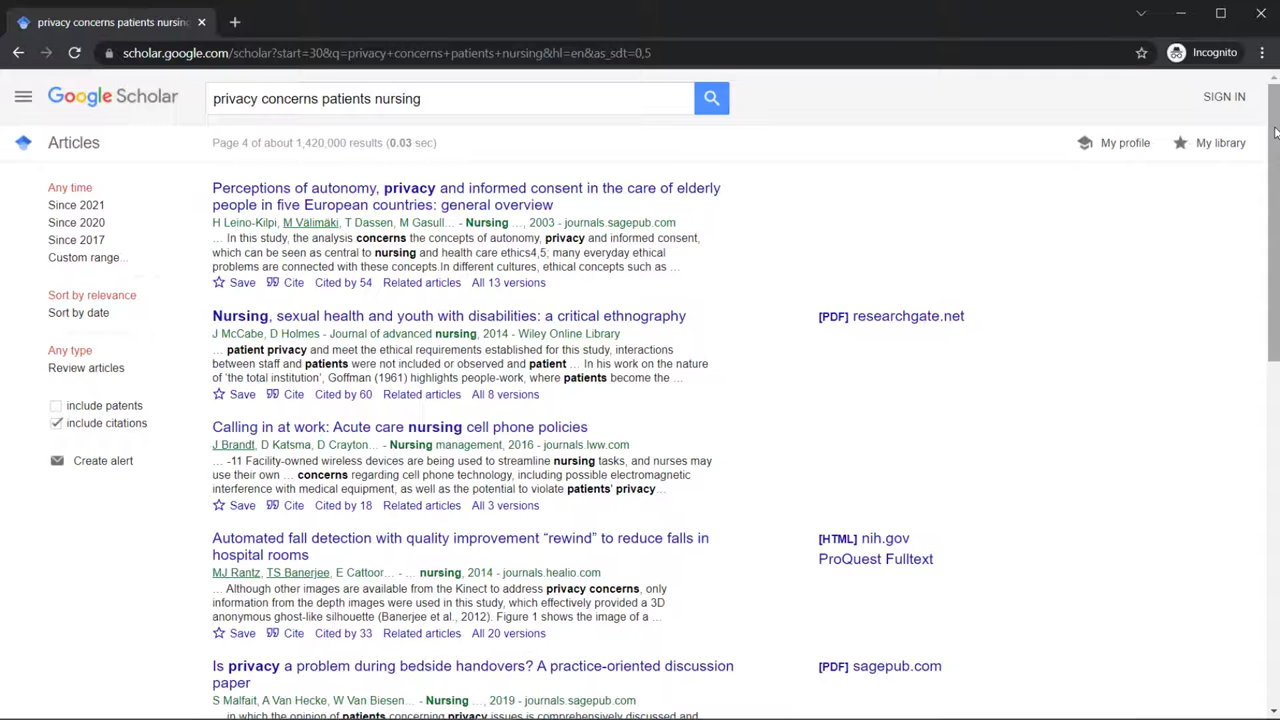 privacy concerns patients nursing
scholar.google.com/scholar?start=30&q=privacy+concerns+patients+nursing&hl=en&as_sdt=0,5
Incognito
Google Scholar
privacy concerns patients nursing
SIGN IN
Articles
Page 4 of about 1,420,000 results (0.03 sec)
My profile
My library
Any time
Since 2021
Since 2020
Since 2017
Custom range...
Sort by relevance
Sort by date
Any type
Review articles
include patents
include citations
Create alert
Perceptions of autonomy, privacy and informed consent in the care of elderly
people in five European countries: general overview
H Leino-Kilpi, M Välimäki, T Dassen, M Gasull... - Nursing ..., 2003 - journals.sagepub.com
... In this study, the analysis concerns the concepts of autonomy, privacy and informed consent,
which can be seen as central to nursing and health care ethics4,5; many everyday ethical
problems are connected with these concepts.In different cultures, ethical concepts such as ...
Save Cite Cited by 54 Related articles All 13 versions
Nursing, sexual health and youth with disabilities: a critical ethnography
[PDF] researchgate.net
J McCabe, D Holmes - Journal of advanced nursing, 2014 - Wiley Online Library
... patient privacy and meet the ethical requirements established for this study, interactions
between staff and patients were not included or observed and patient ... In his work on the nature
of 'the total institution', Goffman (1961) highlights people-work, where patients become the ...
Save Cite Cited by 60 Related articles All 8 versions
Calling in at work: Acute care nursing cell phone policies
J Brandt, D Katsma, D Crayton... - Nursing management, 2016 - journals.lww.com
... -11 Facility-owned wireless devices are being used to streamline nursing tasks, and nurses may
use their own ... concerns regarding cell phone technology, including possible electromagnetic
interference with medical equipment, as well as the potential to violate patients' privacy...
Save Cite Cited by 18 Related articles All 3 versions
Automated fall detection with quality improvement "rewind" to reduce falls in
hospital rooms
[HTML] nih.gov
ProQuest Fulltext
MJ Rantz, TS Banerjee, E Cattoor... - ... nursing, 2014 - journals.healio.com
... Although other images are available from the Kinect to address privacy concerns, only
information from the depth images were used in this study, which effectively provided a 3D
anonymous ghost-like silhouette (Banerjee et al., 2012). Figure 1 shows the image of a ...
Save Cite Cited by 33 Related articles All 20 versions
Is privacy a problem during bedside handovers? A practice-oriented discussion
paper
[PDF] sagepub.com
S Malfait, A Van Hecke, W Van Biesen... - Nursing ..., 2019 - journals.sagepub.com
... in which the opinion of patients concerning privacy issues is comprehensively discussed and